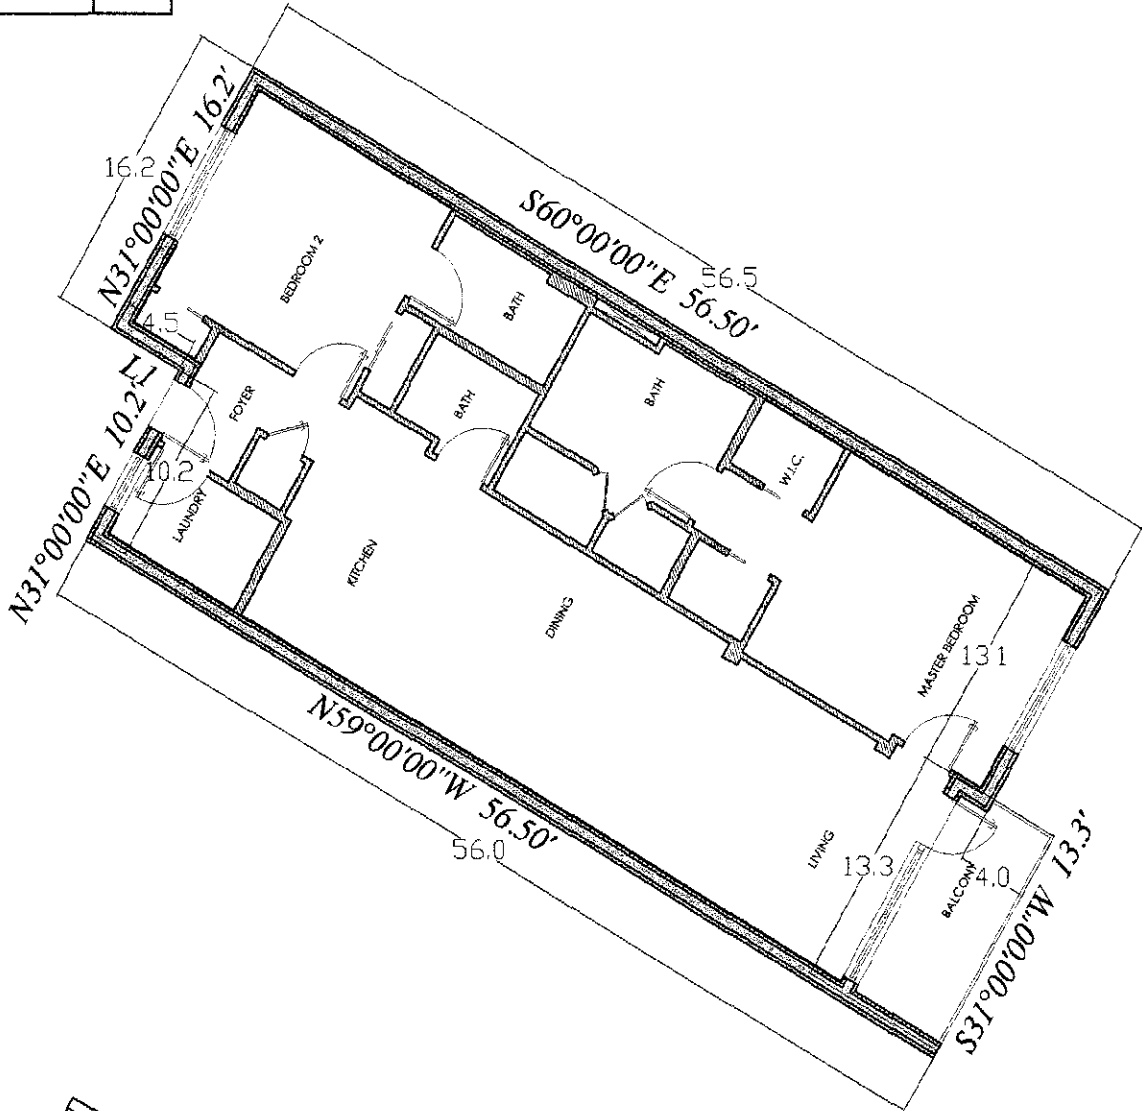 16.2
N31°00'00"E 16.2'
S60°00'00"E 56.50'
56.5
BEDROOM 2
BATH
4.5
L1
FOYER
BATH
BATH
N31°00'00"E 10.2'
10.2
LAUNDRY
W.I.C.
KITCHEN
DINING
MASTER BEDROOM
131
N59°00'00"W 56.50'
56.0
LIVING
13.3
BALCONY
4.0
S31°00'00"W 13.3'